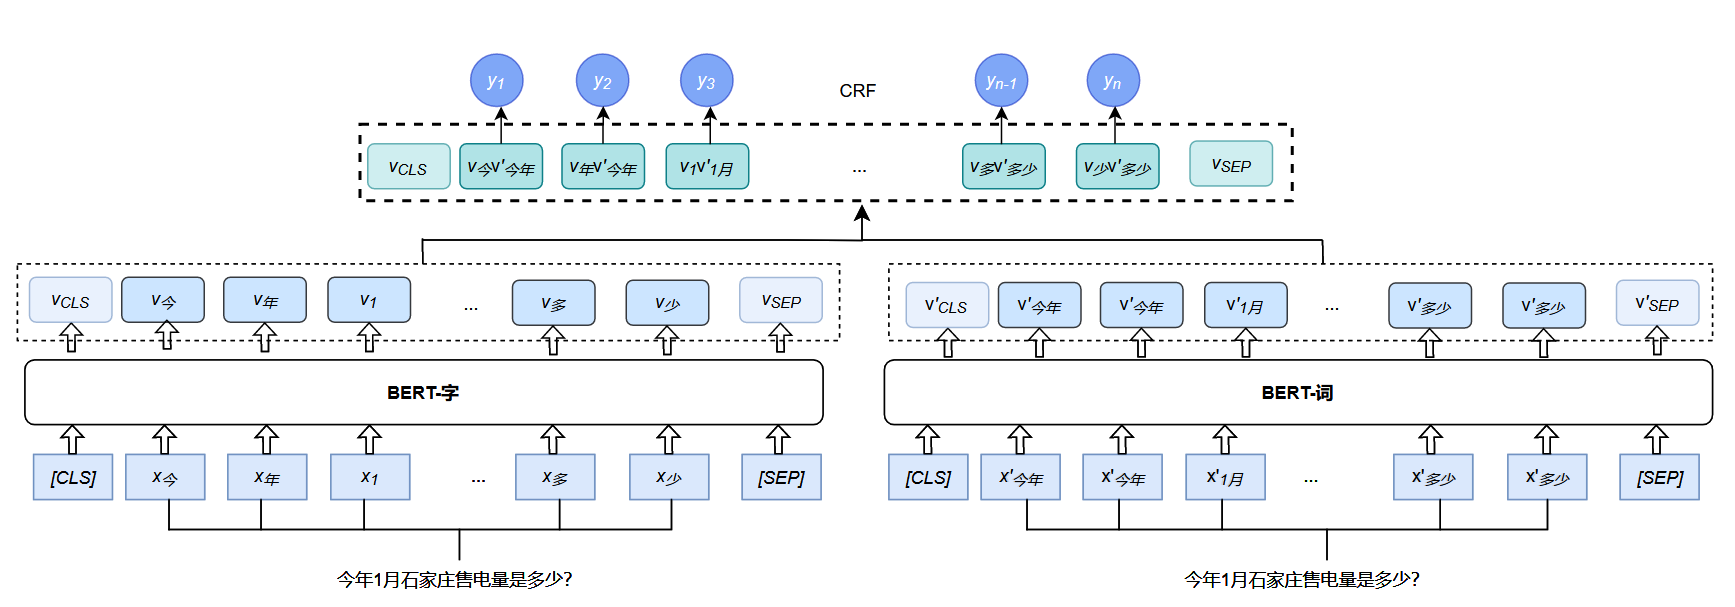 y1 y2 y3 CRF yn-1 yn
vCLS v今v'今年 v年v'今年 v1v'1月 ... v多v'多少 v少v'多少 vSEP
vCLS v今 v年 v1 ... v多 v少 vSEP
v'CLS v'今年 v'今年 v'1月 ... v'多少 v'多少 v'SEP
BERT-字
BERT-词
[CLS] x今 x年 x1 ... x多 x少 [SEP]
[CLS] x'今年 x'今年 x'1月 ... x'多少 x'多少 [SEP]
今年1月石家庄售电量是多少?
今年1月石家庄售电量是多少?